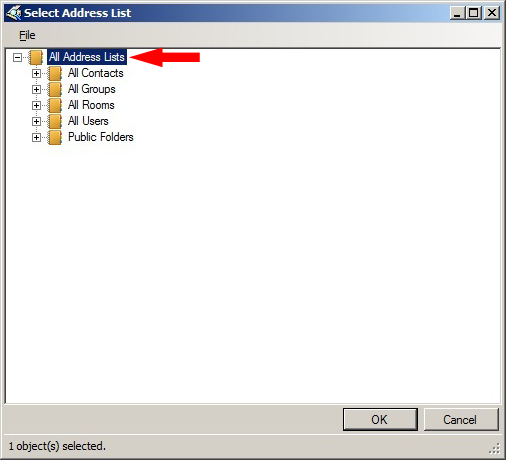 Select Address List
File
All Address Lists
All Contacts
All Groups
All Rooms
All Users
Public Folders
OK Cancel
1 object(s) selected.